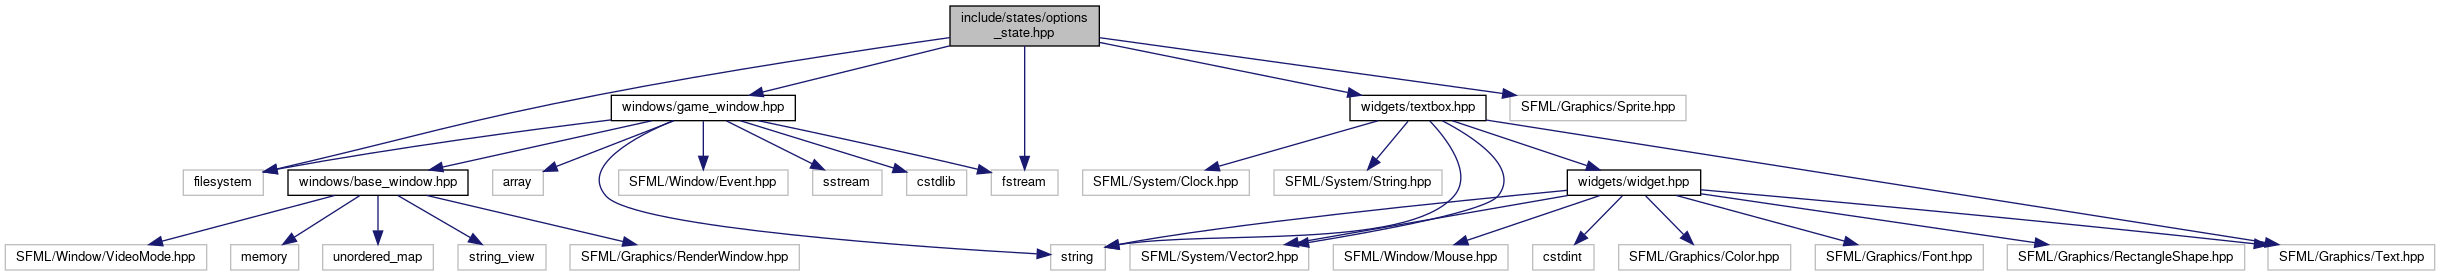 include/states/options
_state.hpp
windows/game_window.hpp
widgets/textbox.hpp
SFML/Graphics/Sprite.hpp
filesystem
windows/base_window.hpp
array
SFML/Window/Event.hpp
sstream
cstdlib
fstream
SFML/System/Clock.hpp
SFML/System/String.hpp
widgets/widget.hpp
SFML/Window/VideoMode.hpp
memory
unordered_map
string_view
SFML/Graphics/RenderWindow.hpp
string
SFML/System/Vector2.hpp
SFML/Window/Mouse.hpp
cstdint
SFML/Graphics/Color.hpp
SFML/Graphics/Font.hpp
SFML/Graphics/RectangleShape.hpp
SFML/Graphics/Text.hpp